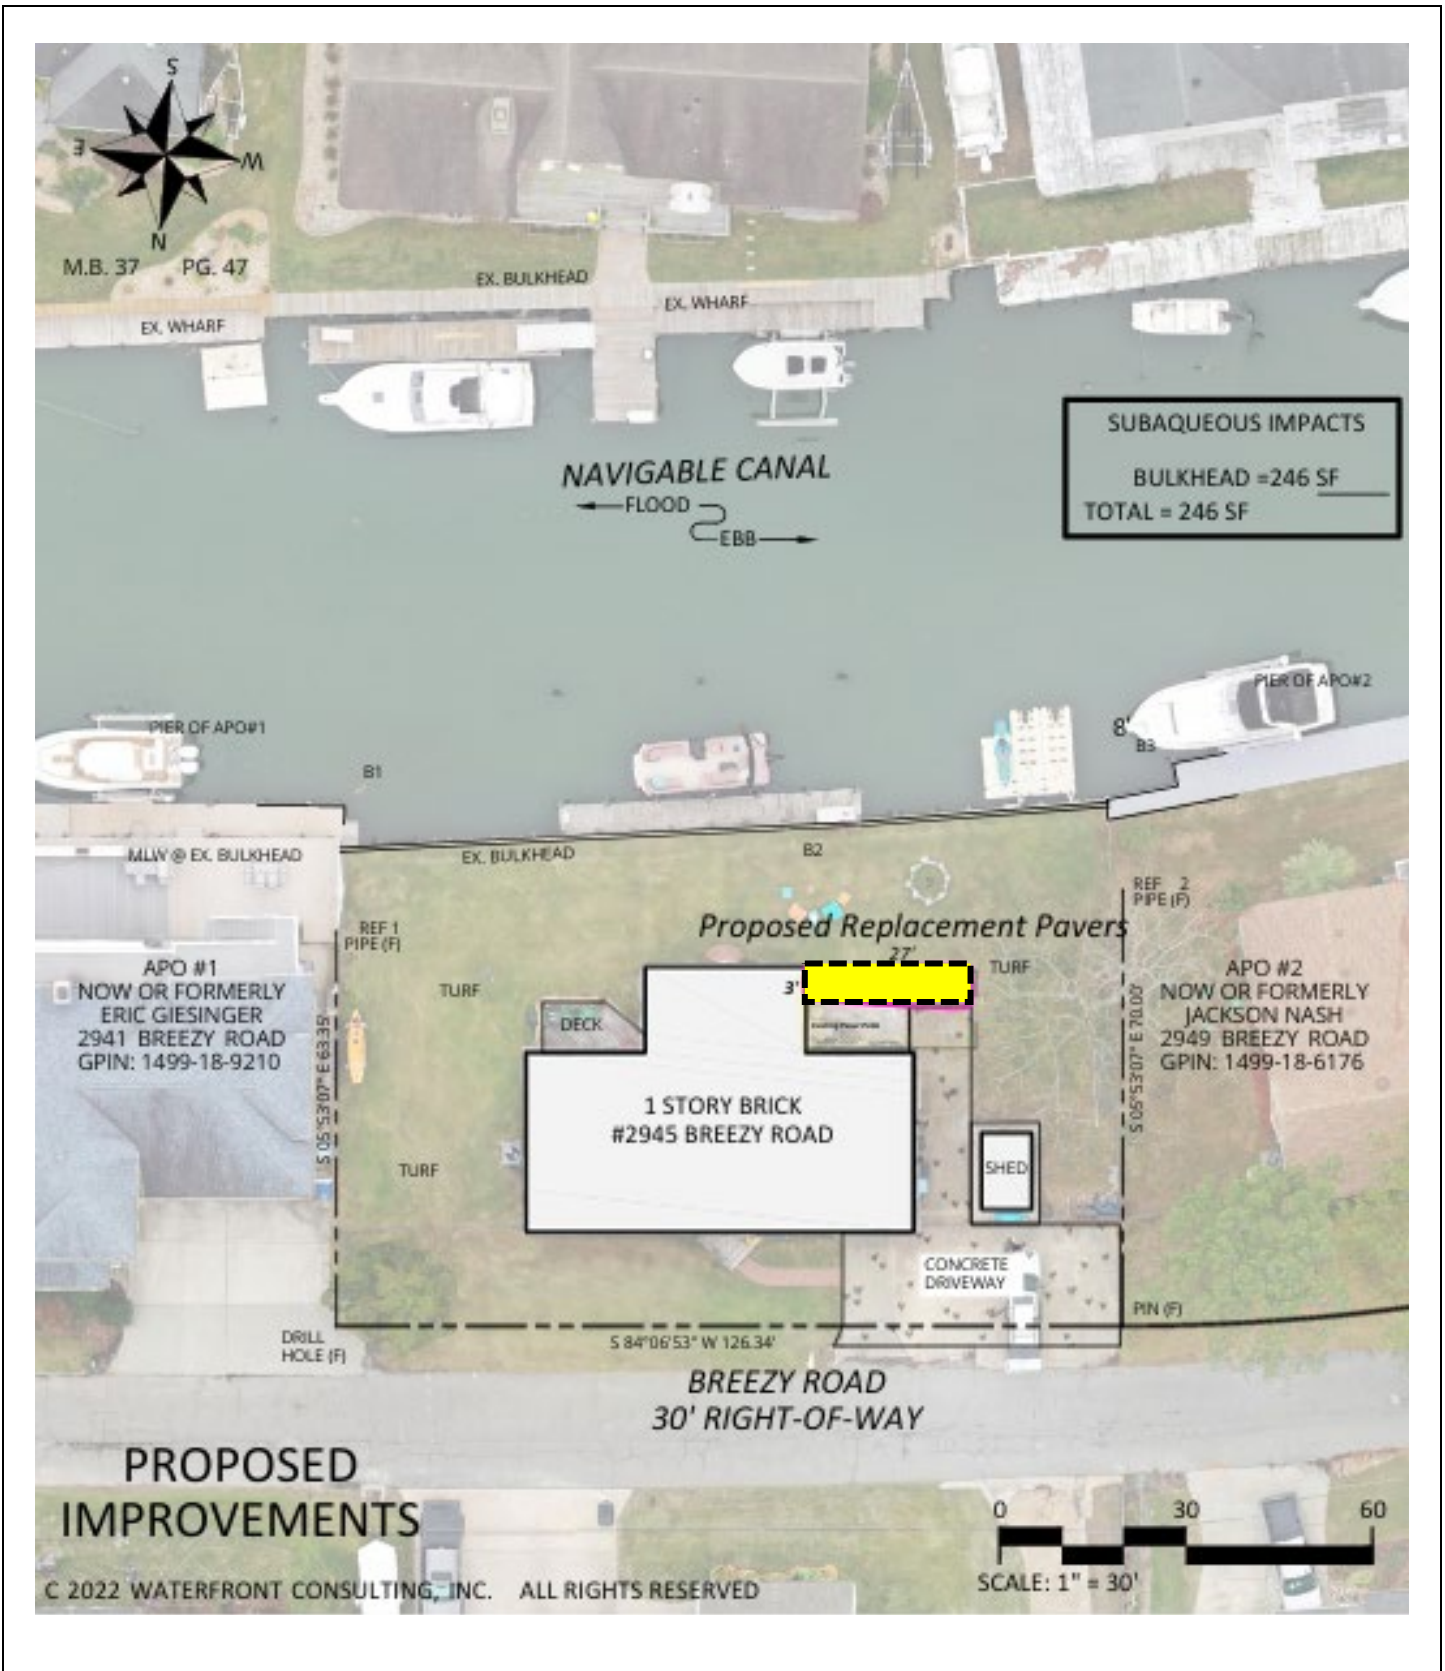 S
E
W
N
M.B. 37 PG. 47
EX. BULKHEAD
EX. WHARF
EX. WHARF
SUBAQUEOUS IMPACTS
BULKHEAD =246 SF
TOTAL = 246 SF
NAVIGABLE CANAL
FLOOD
EBB
PIER OF APO#2
PIER OF APO#1
8'
B3
B1
MLW @ EX. BULKHEAD
EX. BULKHEAD
B2
REF 2
PIPE (F)
REF 1
PIPE (F)
Proposed Replacement Pavers
27'
3'
TURF
APO #1
NOW OR FORMERLY
ERIC GIESINGER
2941 BREEZY ROAD
GPIN: 1499-18-9210
TURF
DECK
APO #2
NOW OR FORMERLY
JACKSON NASH
2949 BREEZY ROAD
GPIN: 1499-18-6176
S 05°53'07" E 63.35'
S 05°53'07" E 70.00'
1 STORY BRICK
#2945 BREEZY ROAD
TURF
SHED
CONCRETE
DRIVEWAY
PIN (F)
DRILL
HOLE (F)
S 84°06'53" W 126.34'
BREEZY ROAD
30' RIGHT-OF-WAY
PROPOSED
IMPROVEMENTS
0 30 60
SCALE: 1" = 30'
C 2022 WATERFRONT CONSULTING, INC. ALL RIGHTS RESERVED